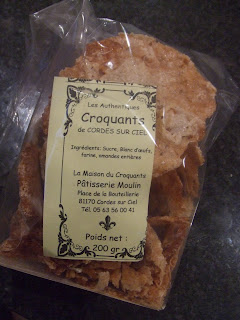 Les Authentiques
Croquants
de CORDES SUR CIEL
Ingrédients: Sucre, Blanc d'œufs,
farine, amandes entières
La Maison du Croquants
Pâtisserie Moulin
Place de la Bouteillerie
81170 Cordes sur Ciel
Tél. 05 63 56 00 41
Poids net :
200 gr